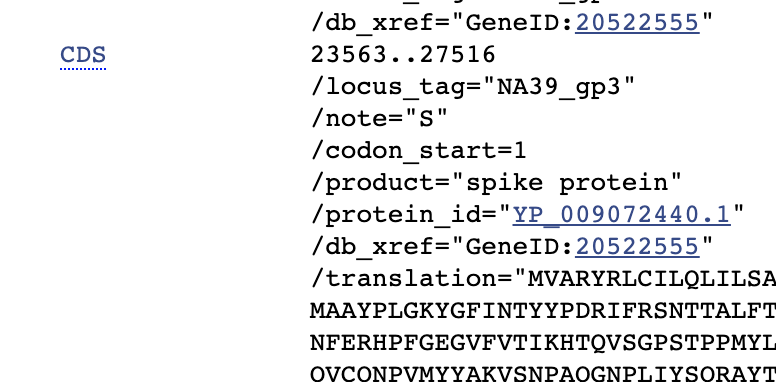 /db_xref="GeneID:20522555"
CDS 23563..27516
/locus_tag="NA39_gp3"
/note="S"
/codon_start=1
/product="spike protein"
/protein_id="YP_009072440.1"
/db_xref="GeneID:20522555"
/translation="MVARYRLCILQLILSA
MAAYPLGKYGFINTYYPDRIFRSNTTALFT
NFERHPFGEGVFVTIKHTQVSGPSTPPMYL